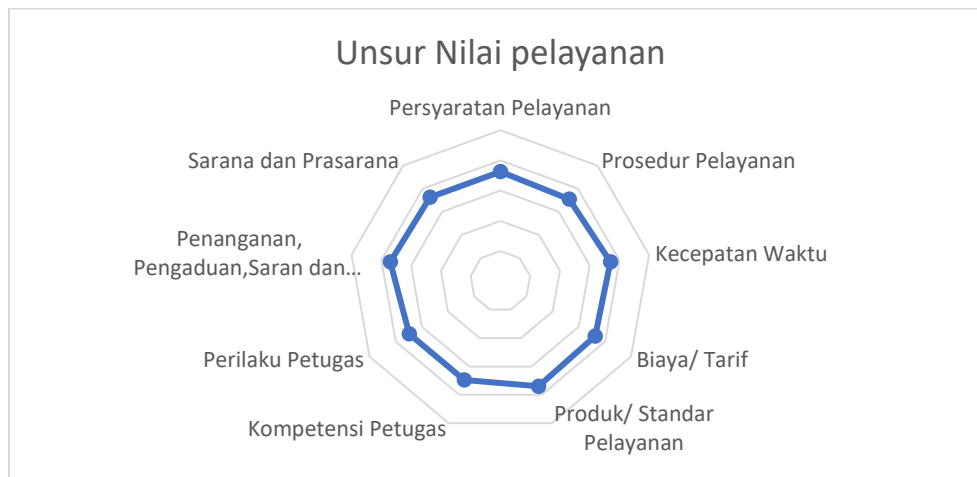 Unsur Nilai pelayanan
Persyaratan Pelayanan
Prosedur Pelayanan
Kecepatan Waktu
Biaya/ Tarif
Produk/ Standar
Pelayanan
Kompetensi Petugas
Perilaku Petugas
Penanganan,
Pengaduan,Saran dan…
Sarana dan Prasarana